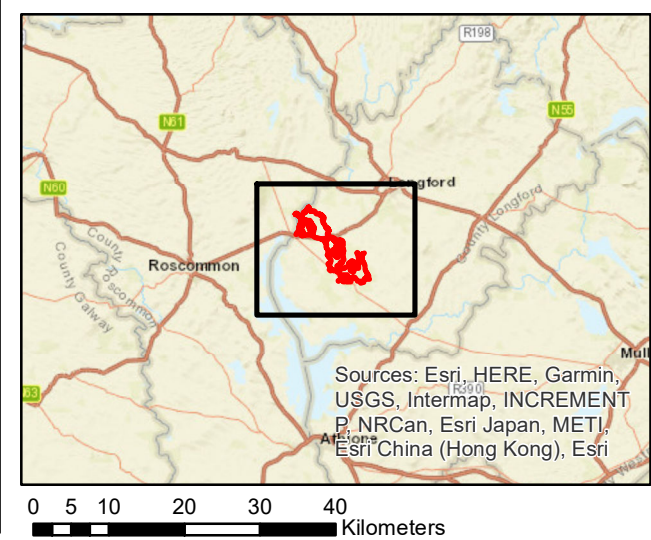 R198
N61
N55
N60
Longford
County Longford
County
Roscommon
County Galway
Roscommon
Sources: Esri, HERE, Garmin,
R390
USGS, Intermap, INCREMENT
P, NRCan, Esri Japan, METI,
Athlone
Esri China (Hong Kong), Esri
0 5 10 20 30 40
Kilometers